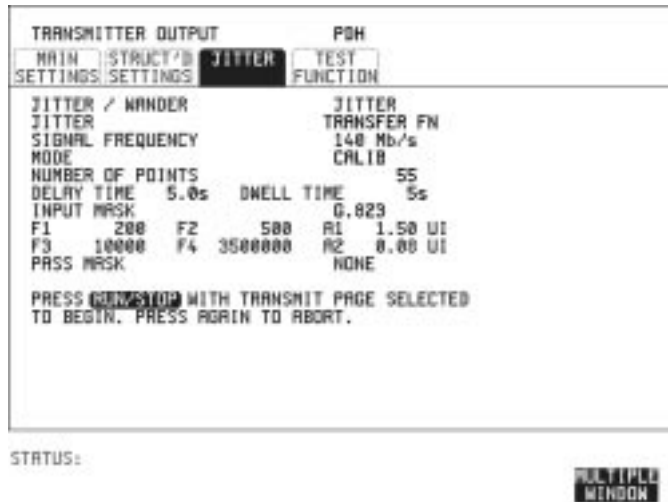 TRANSMITTER OUTPUT PDH
MAIN SETTINGS STRUCT'D SETTINGS JITTER TEST FUNCTION
JITTER / WANDER JITTER
JITTER TRANSFER FN
SIGNAL FREQUENCY 140 Mb/s
MODE CALIB
NUMBER OF POINTS 55
DELAY TIME 5.0s DWELL TIME 5s
INPUT MASK G.823
F1 200 F2 500 A1 1.50 UI
F3 10000 F4 3500000 A2 0.08 UI
PASS MASK NONE
PRESS RUN/STOP WITH TRANSMIT PAGE SELECTED
TO BEGIN. PRESS AGAIN TO ABORT.
STATUS:
MULTIPLE
WINDOW